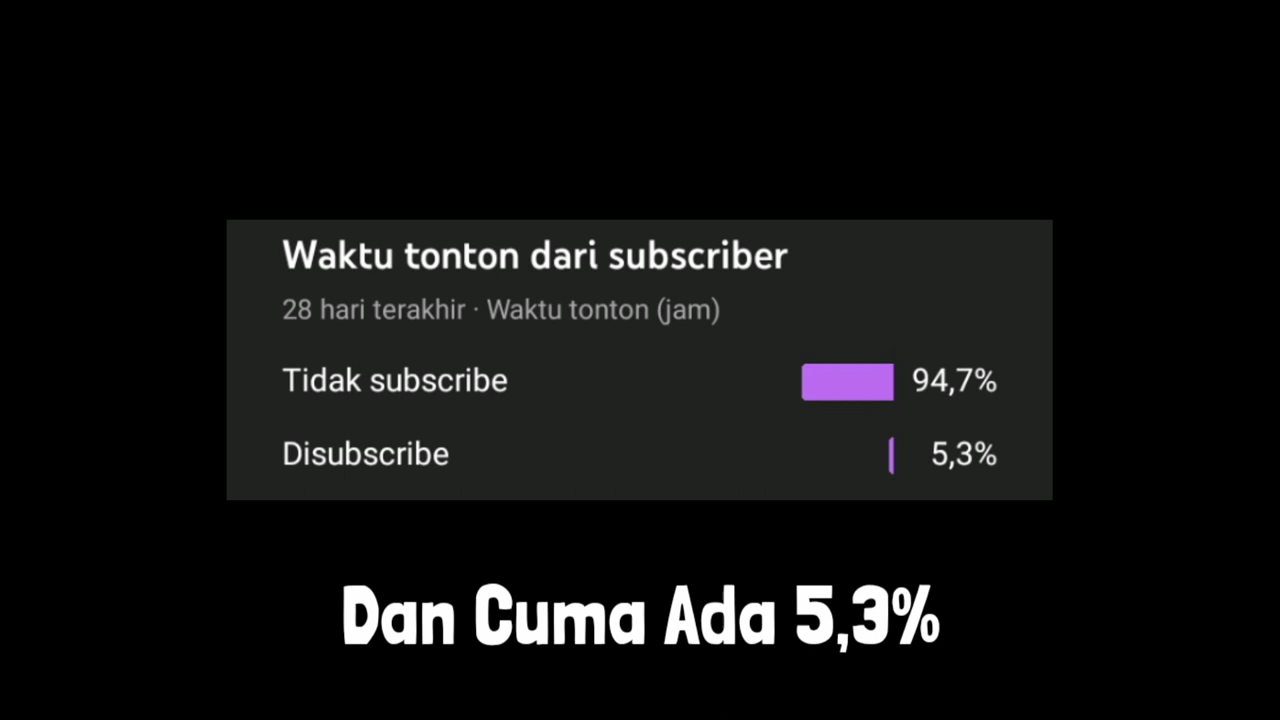 Waktu tonton dari subscriber
28 hari terakhir · Waktu tonton (jam)
Tidak subscribe 94,7%
Disubscribe 5,3%
Dan Cuma Ada 5,3%